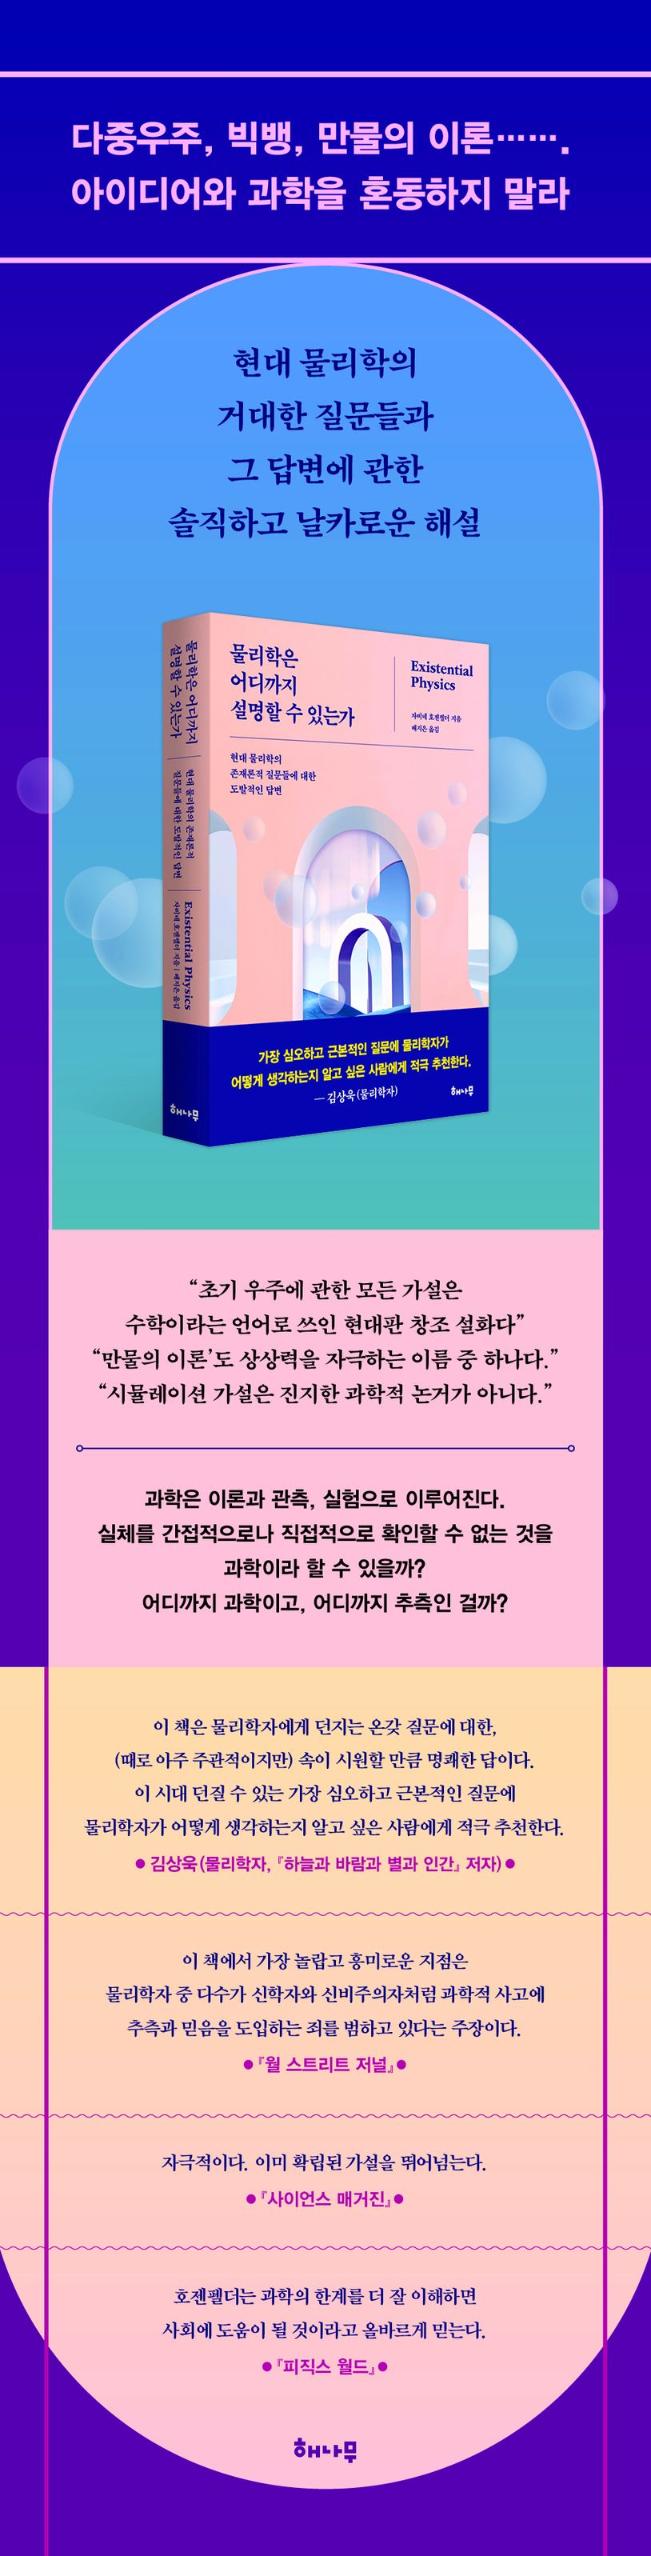 다중우주, 빅뱅, 만물의 이론…….
아이디어와 과학을 혼동하지 말라
현대 물리학의
거대한 질문들과
그 답변에 관한
솔직하고 날카로운 해설
물리학은 어디까지
설명할 수 있는가
현대 물리학의 존재론적
질문들에 대한 도발적인 답변
Existential Physics
자비네 호젠펠더 지음 | 배지은 옮김
해나무
물리학은
어디까지
설명할 수 있는가
Existential
Physics
자비네 호젠펠더 지음
배지은 옮김
현대 물리학의
존재론적 질문들에 대한
도발적인 답변
가장 심오하고 근본적인 질문에 물리학자가
어떻게 생각하는지 알고 싶은 사람에게 적극 추천한다.
— 김상욱(물리학자)
해나무
“초기 우주에 관한 모든 가설은
수학이라는 언어로 쓰인 현대판 창조 설화다”
“만물의 이론’도 상상력을 자극하는 이름 중 하나다.”
“시뮬레이션 가설은 진지한 과학적 논거가 아니다.”
과학은 이론과 관측, 실험으로 이루어진다.
실체를 간접적으로나 직접적으로 확인할 수 없는 것을
과학이라 할 수 있을까?
어디까지 과학이고, 어디까지 추측인 걸까?
이 책은 물리학자에게 던지는 온갖 질문에 대한,
(때로 아주 주관적이지만) 속이 시원할 만큼 명쾌한 답이다.
이 시대 던질 수 있는 가장 심오하고 근본적인 질문에
물리학자가 어떻게 생각하는지 알고 싶은 사람에게 적극 추천한다.
● 김상욱(물리학자, 『하늘과 바람과 별과 인간』 저자) ●
이 책에서 가장 놀랍고 흥미로운 지점은
물리학자 중 다수가 신학자와 신비주의자처럼 과학적 사고에
추측과 믿음을 도입하는 죄를 범하고 있다는 주장이다.
● 『월 스트리트 저널』 ●
자극적이다. 이미 확립된 가설을 뛰어넘는다.
● 『사이언스 매거진』 ●
호젠펠더는 과학의 한계를 더 잘 이해하면
사회에 도움이 될 것이라고 올바르게 믿는다.
● 『피직스 월드』 ●
해나무